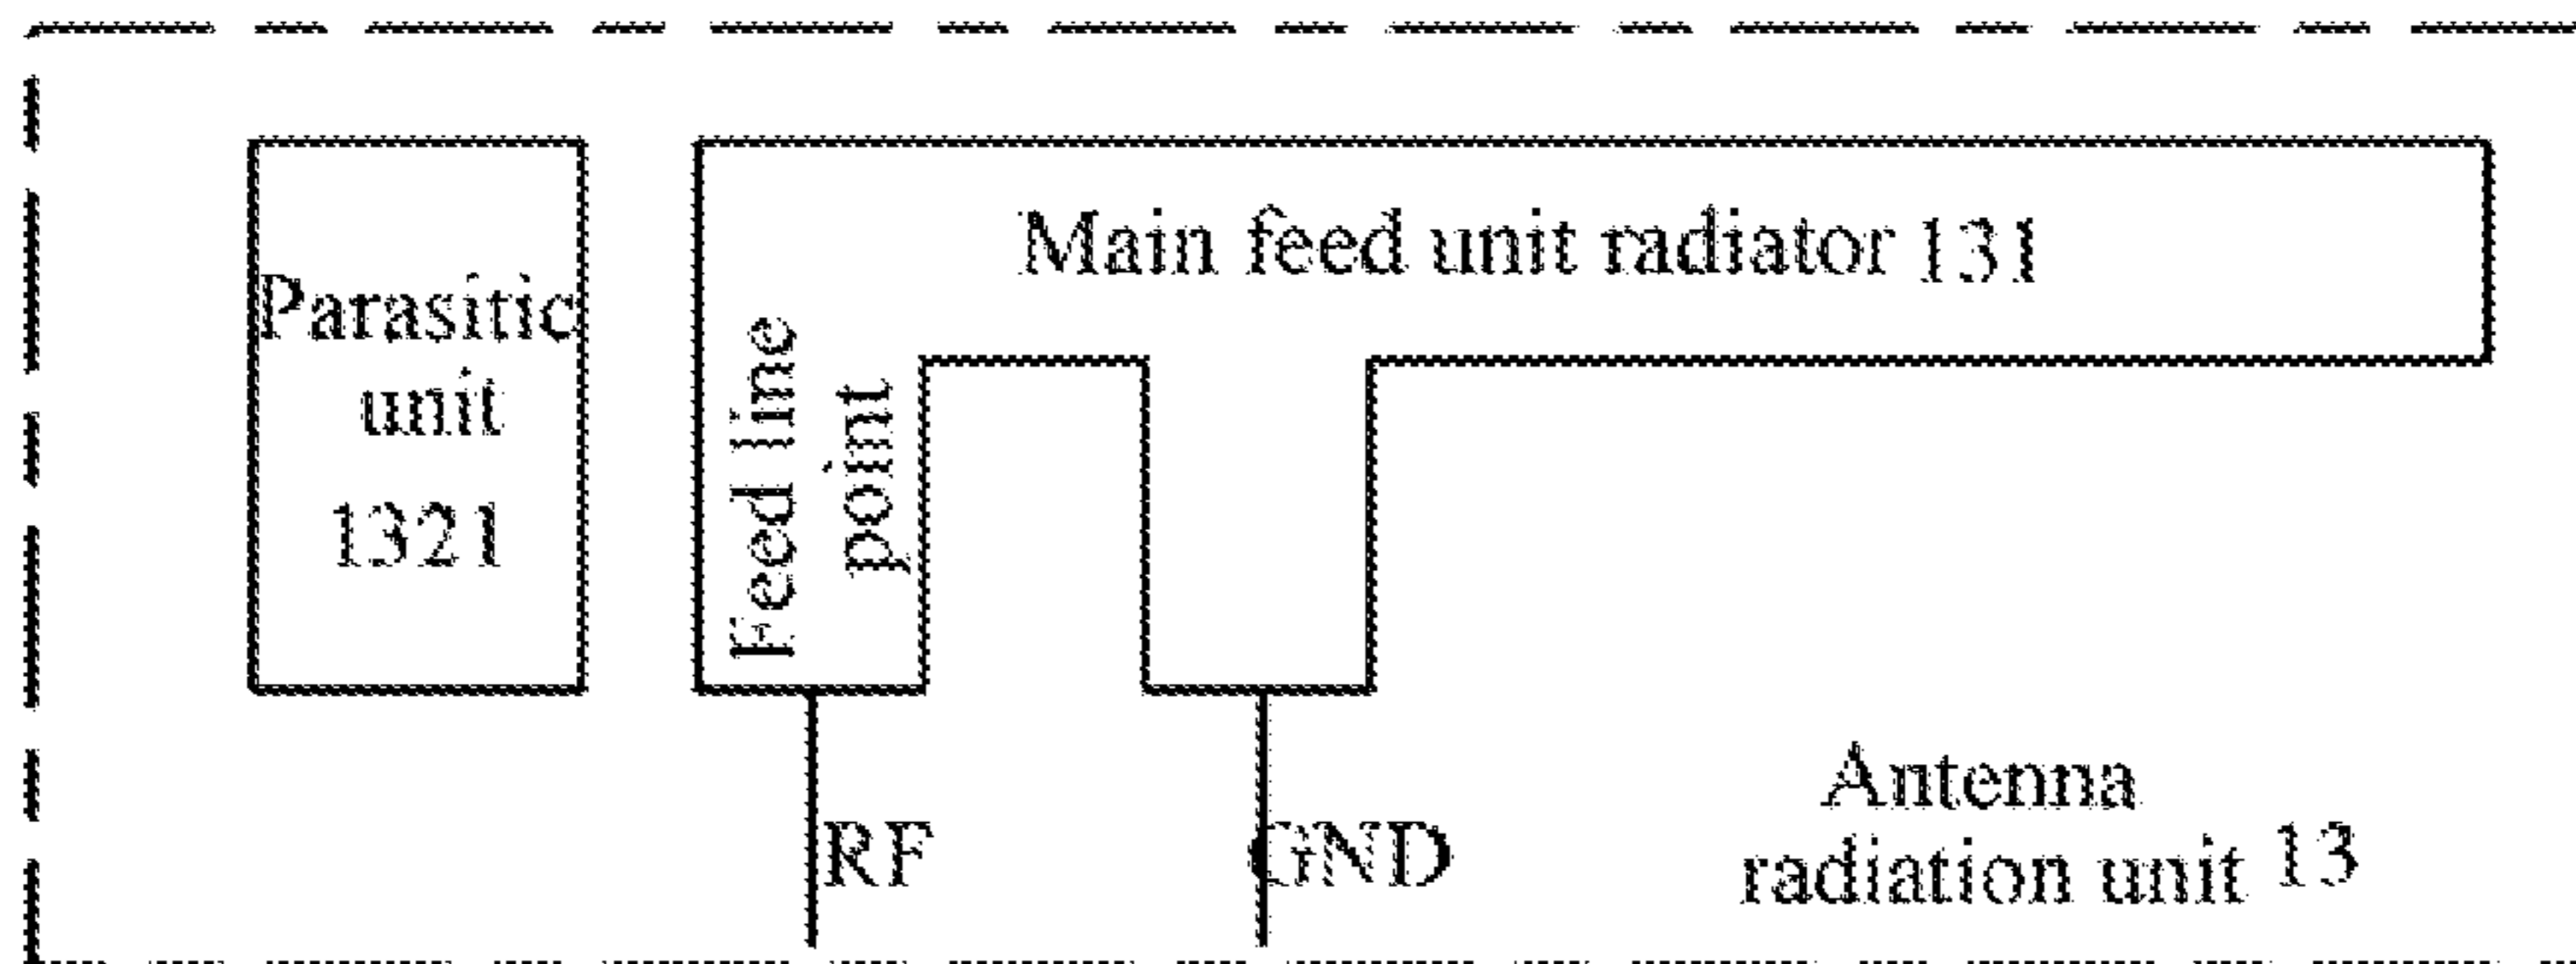 Main feed unit radiator 131
Parasitic
unit
1321
Feed line
point
RF
GND
Antenna
radiation unit 13